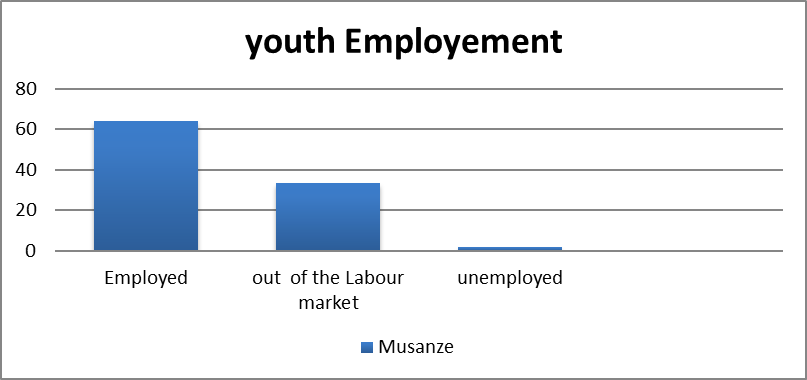 youth Employement
80
60
40
20
0
Employed
out  of the Labour
market
unemployed
Musanze